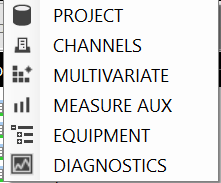 PROJECT
CHANNELS
MULTIVARIATE
MEASURE AUX
EQUIPMENT
DIAGNOSTICS